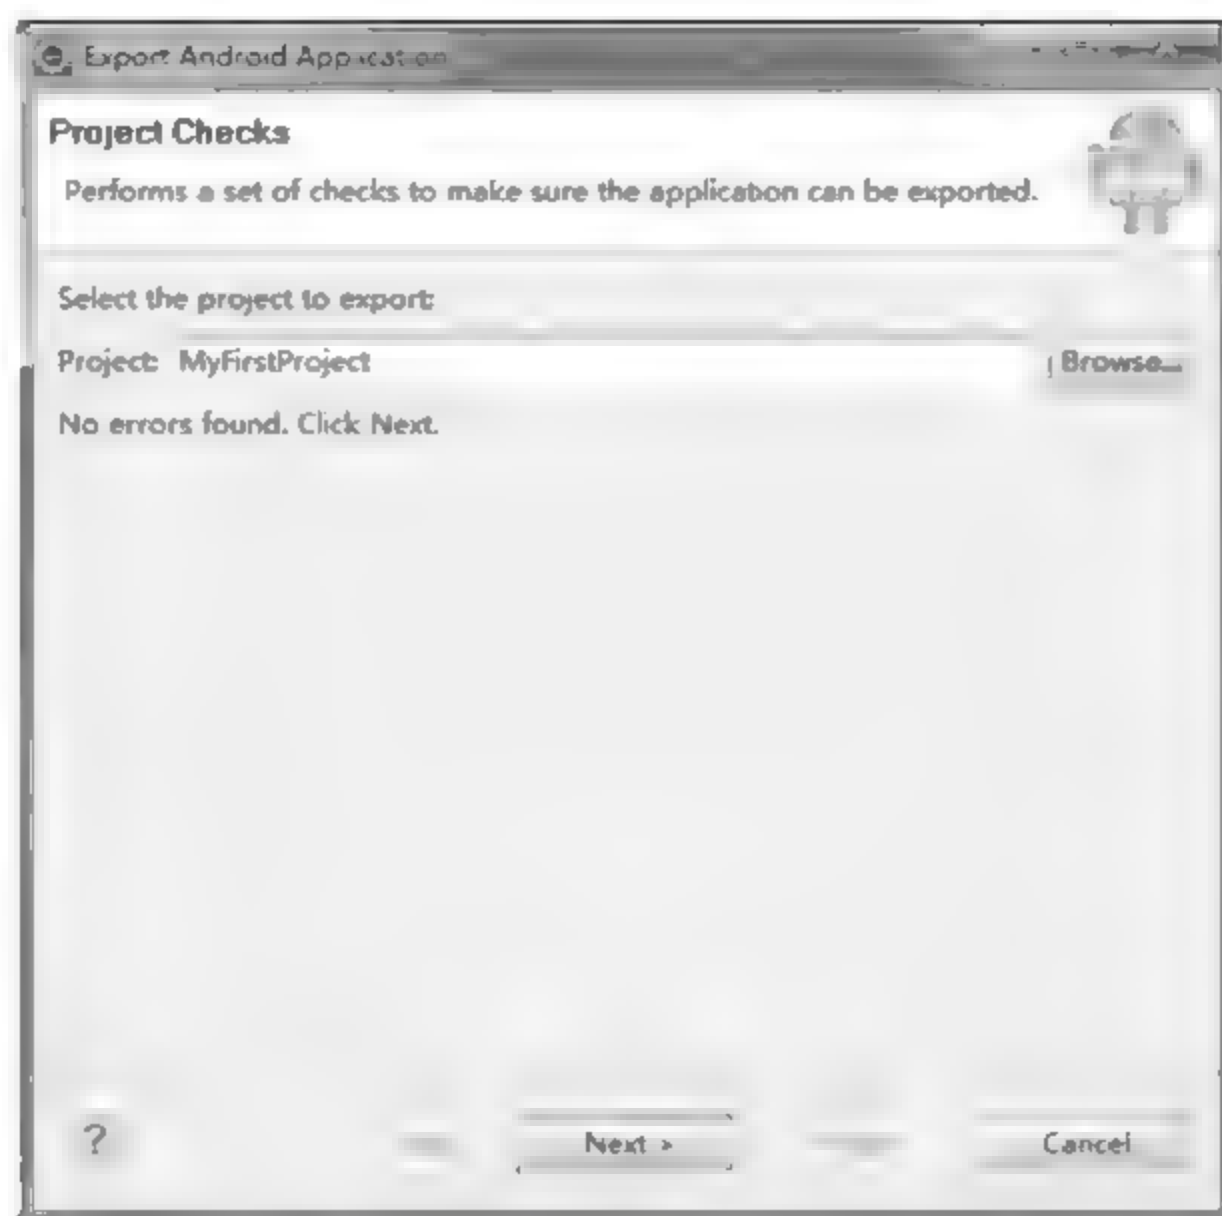 Export Android Application
Project Checks
Performs a set of checks to make sure the application can be exported.
Select the project to export:
Project: MyFirstProject Browse...
No errors found. Click Next.
? Next > Cancel